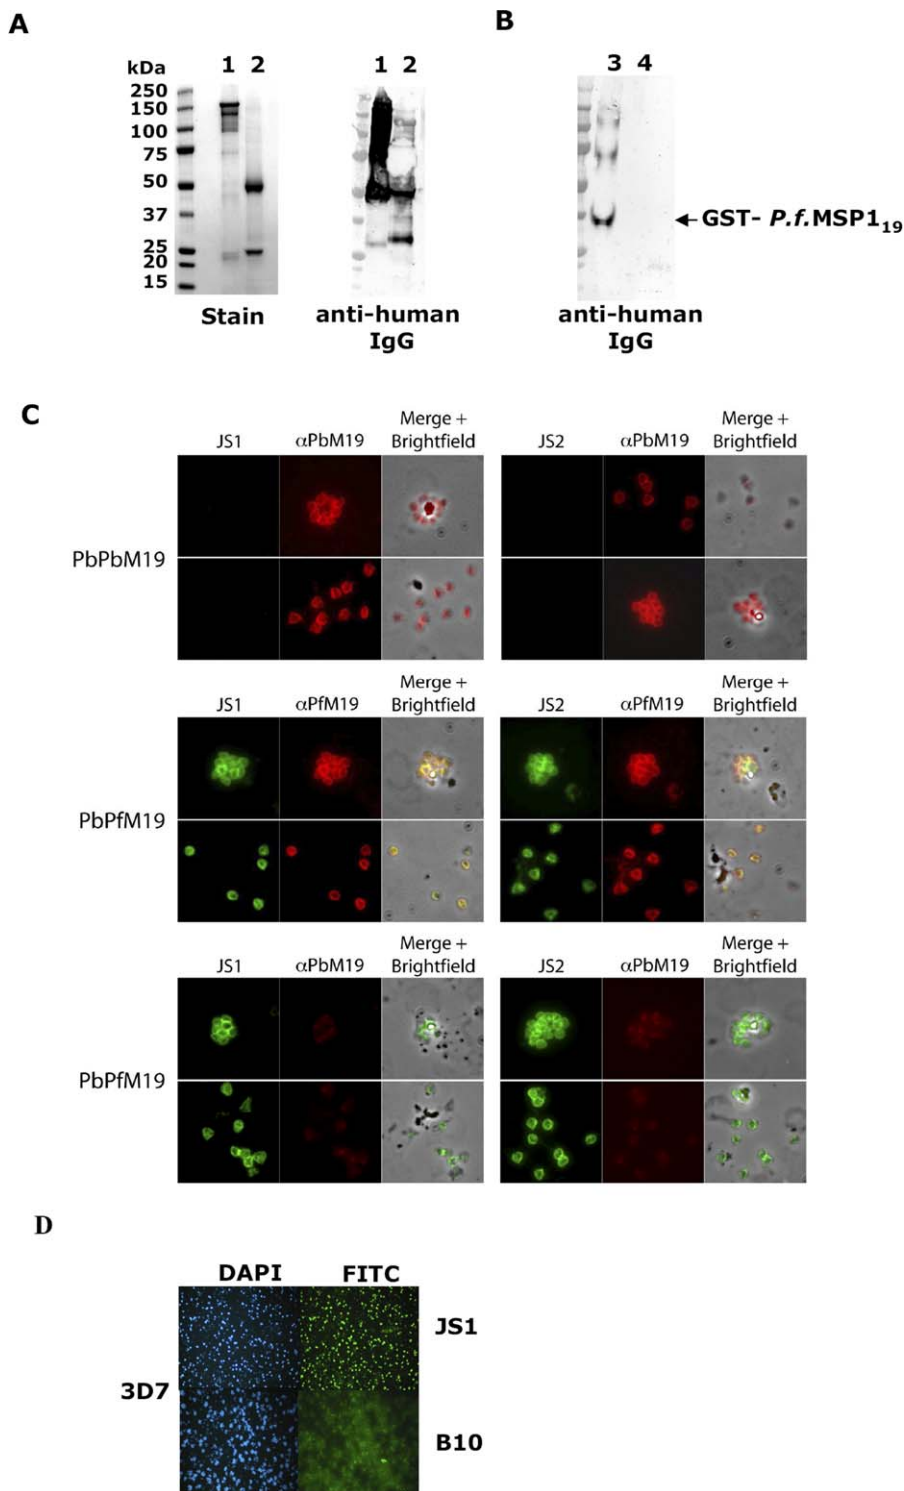 A
B
kDa
1 2
1 2
3 4
250
150
100
75
50
37
25
20
15
GST- P.f.MSP1₁₉
Stain
anti-human
IgG
anti-human
IgG
C
JS1
αPbM19
Merge +
Brightfield
JS2
αPbM19
Merge +
Brightfield
PbPbM19
JS1
αPfM19
Merge +
Brightfield
JS2
αPfM19
Merge +
Brightfield
PbPfM19
JS1
αPbM19
Merge +
Brightfield
JS2
αPbM19
Merge +
Brightfield
PbPfM19
D
DAPI
FITC
JS1
3D7
B10